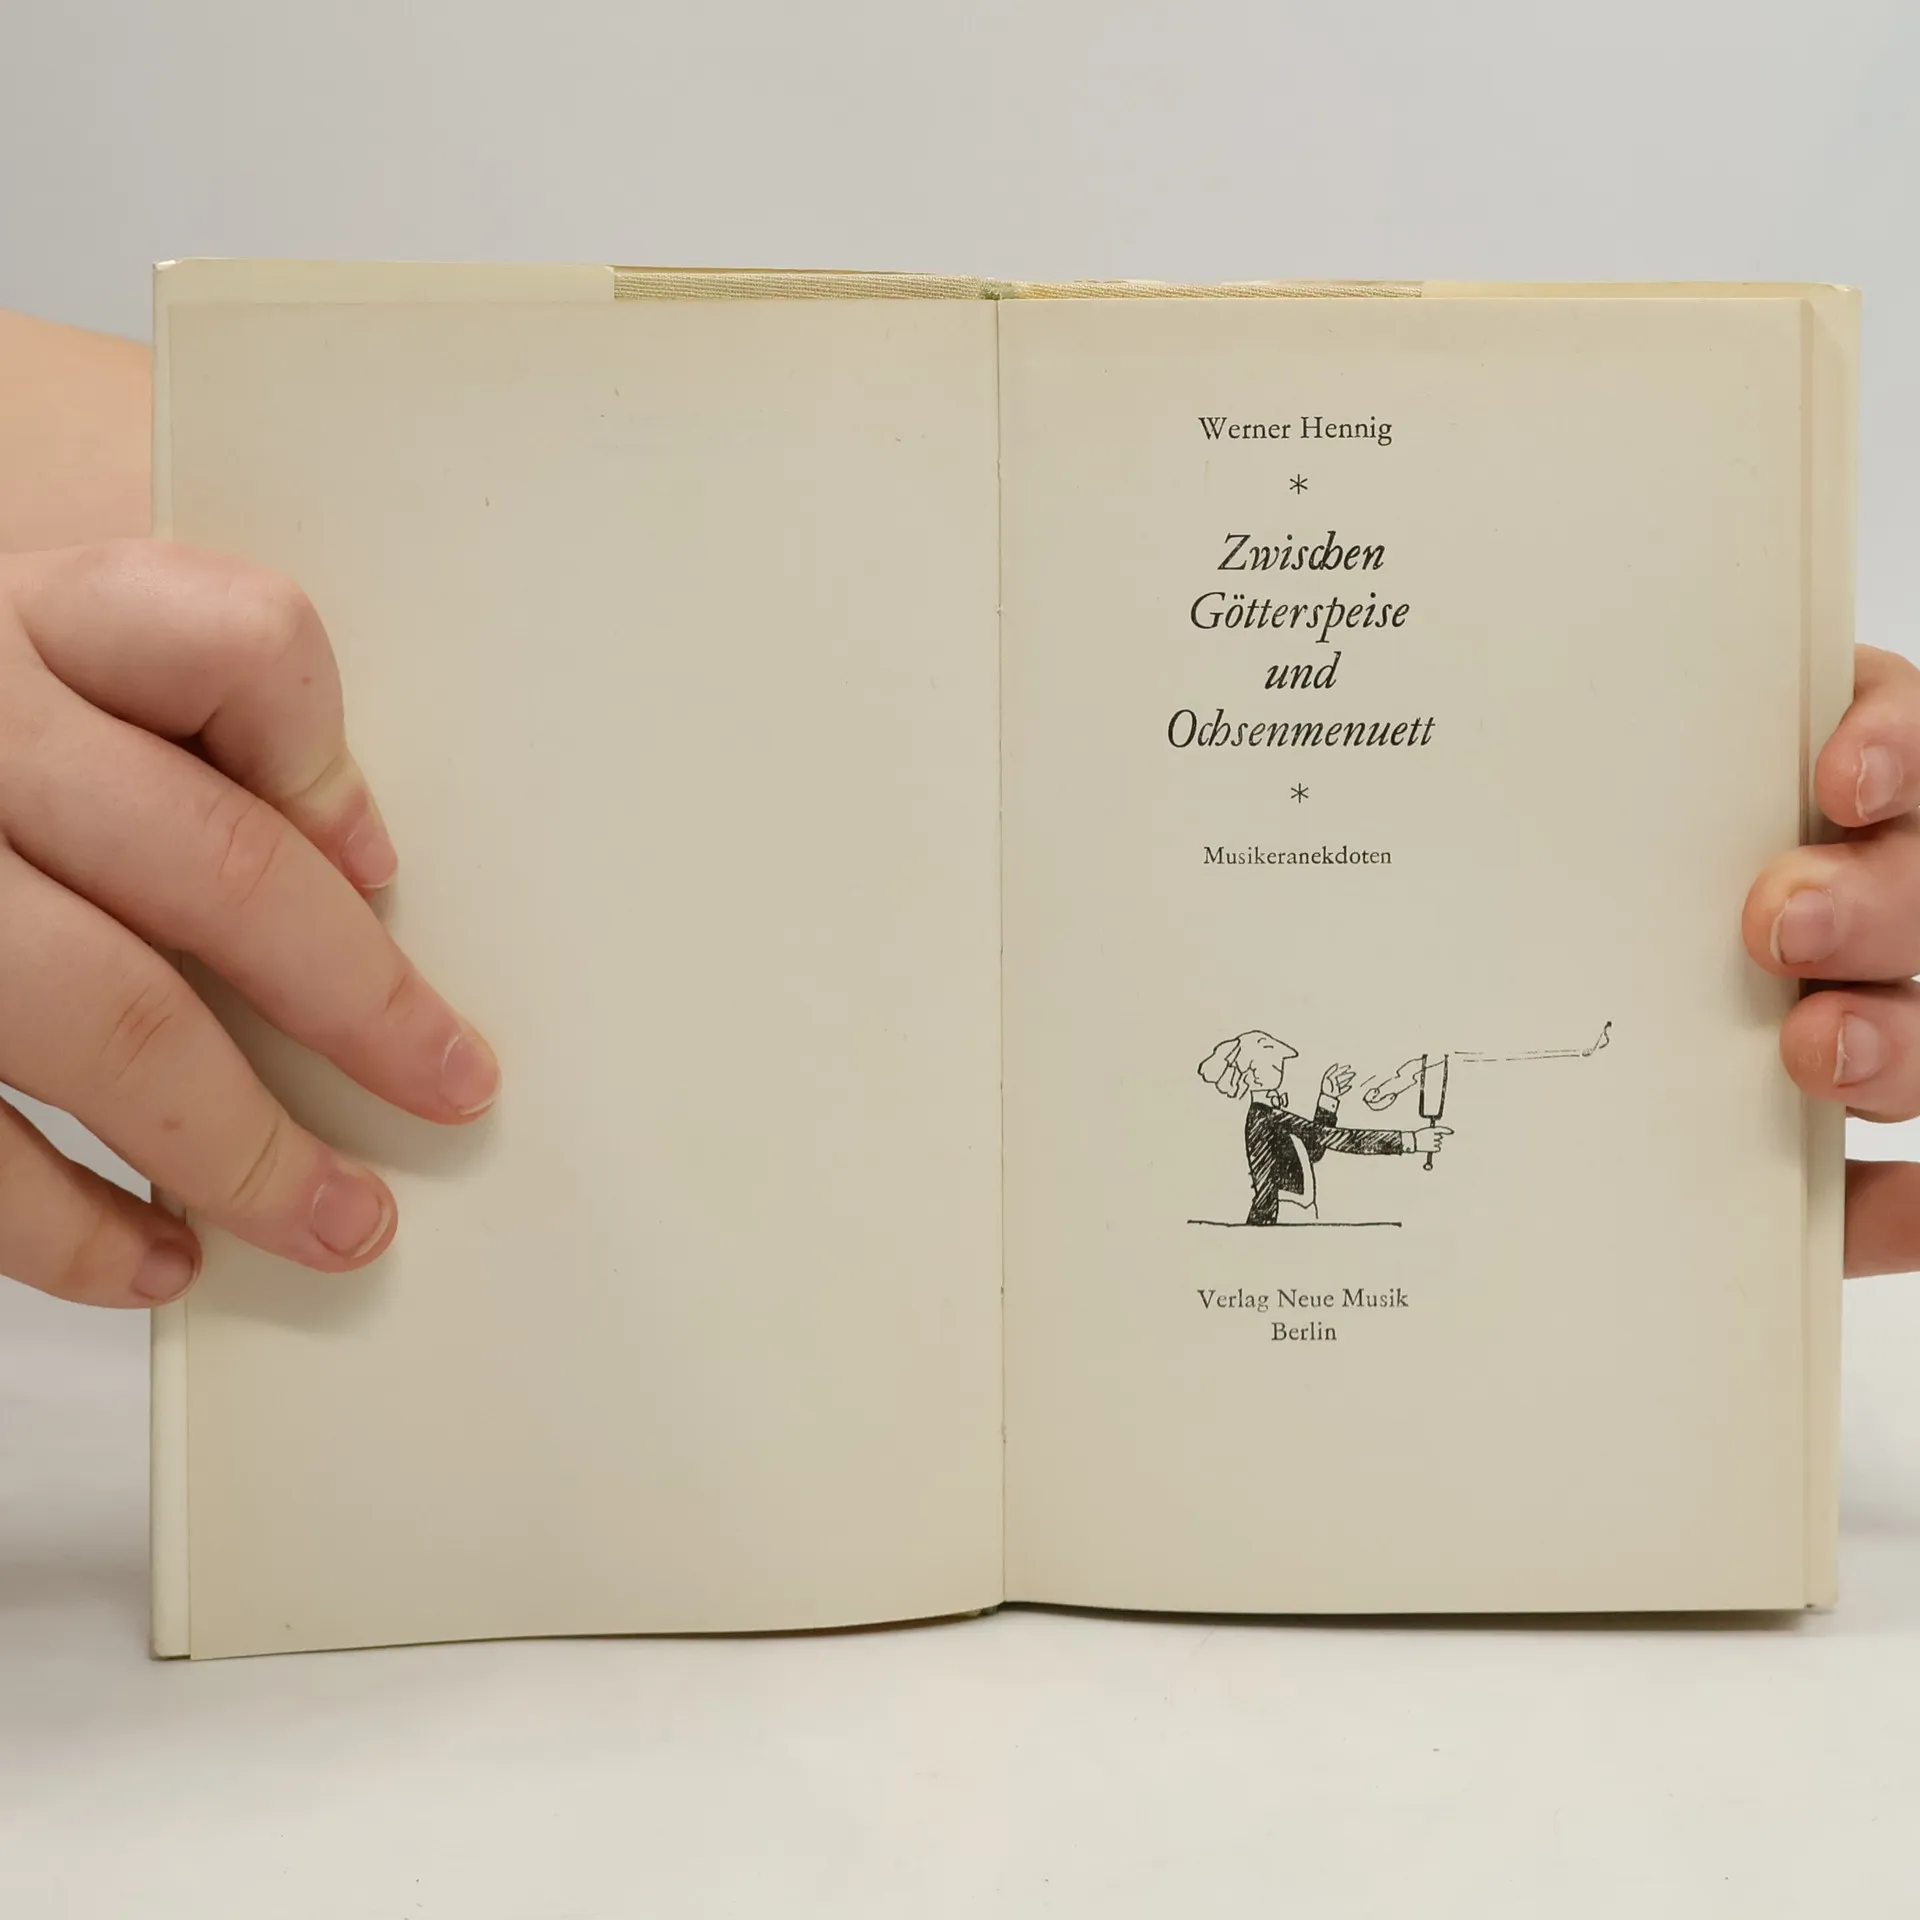 Werner Hennig
*
Zwischen
Götterspeise
und
Ochsenmenuett
*
Musikeranekdoten
Verlag Neue Musik
Berlin